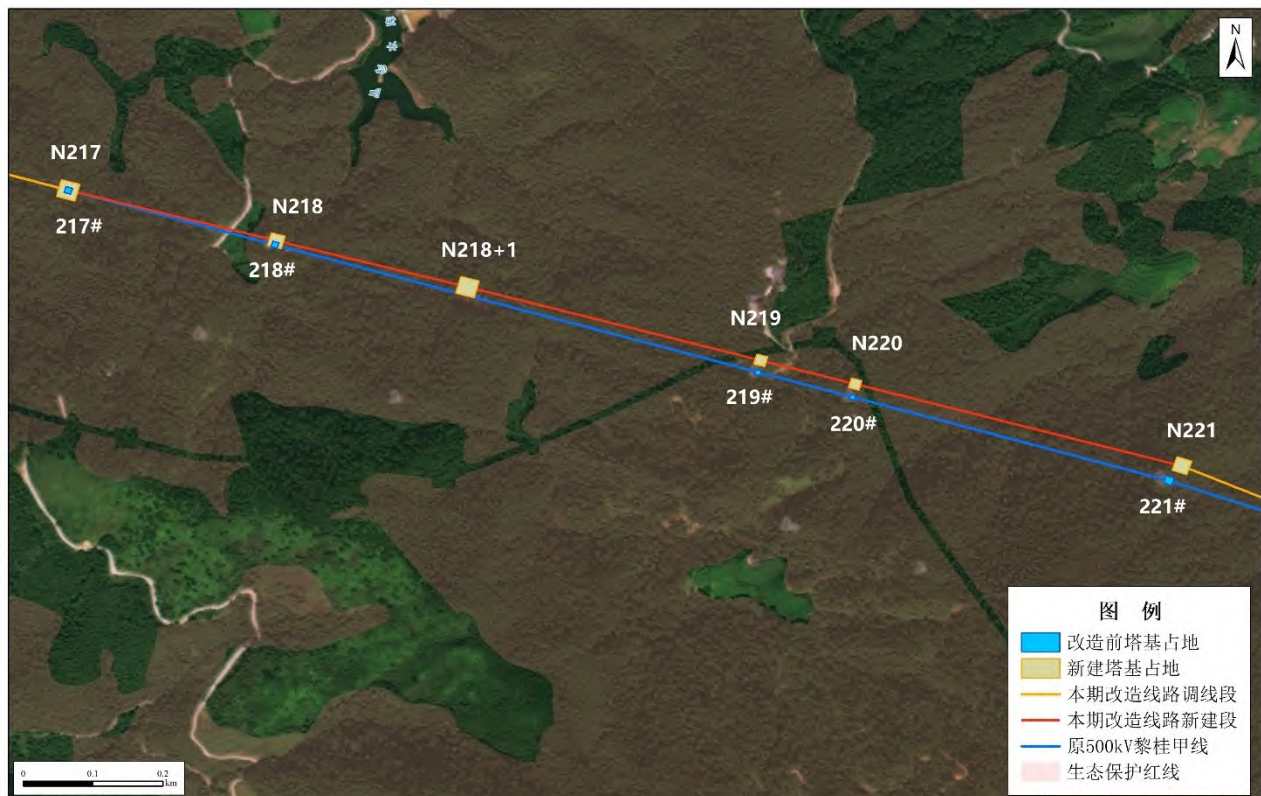 N
N217
217#
N218
218#
N218+1
N219
219#
N220
220#
N221
221#
图 例
改造前塔基占地
新建塔基占地
本期改造线路调线段
本期改造线路新建段
原500kV黎桂甲线
生态保护红线
0 0.1 0.2
km